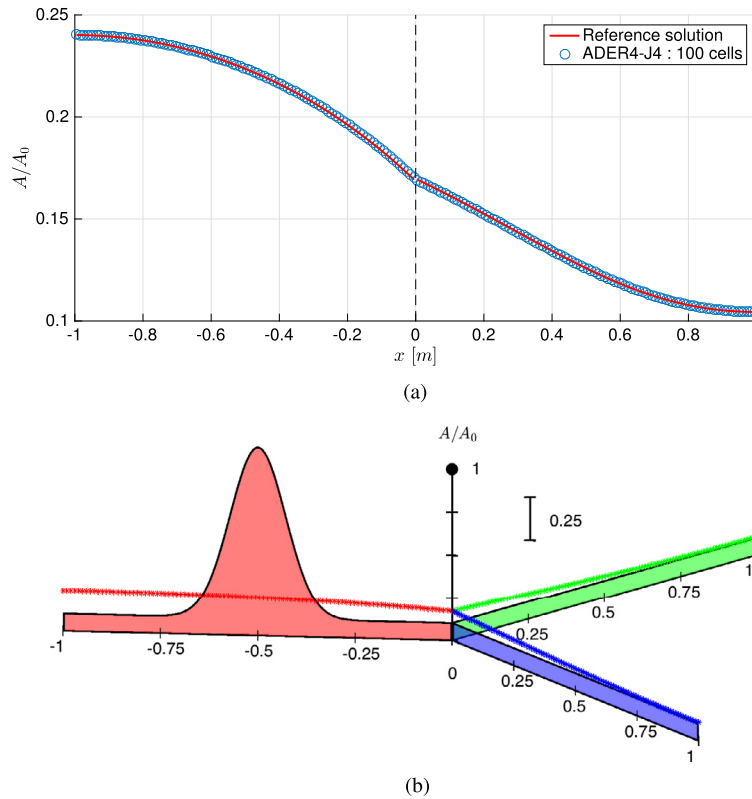 0.25
Reference solution
ADER4-J4 : 100 cells
0.2
A/A₀
0.15
0.1
-1 -0.8 -0.6 -0.4 -0.2 0 0.2 0.4 0.6 0.8
x [m]
(a)
A/A₀
1
0.25
1
0.75
0.5
0.25
-1 -0.75 -0.5 -0.25 0
0.25
0.5
0.75
1
(b)